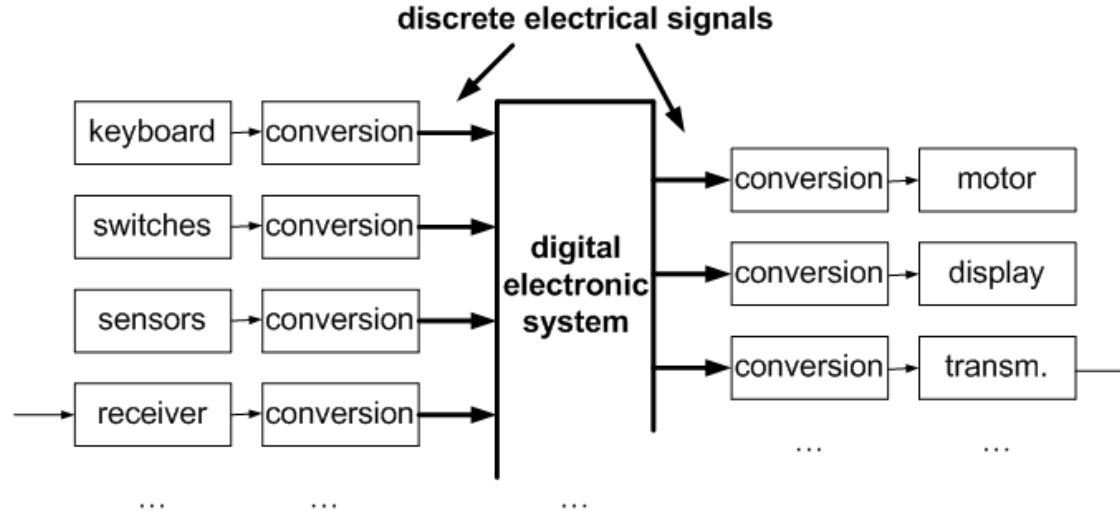 discrete electrical signals
keyboard
conversion
switches
conversion
sensors
conversion
receiver
conversion
...
...
digital
electronic
system
...
conversion
motor
conversion
display
conversion
transm.
...
...